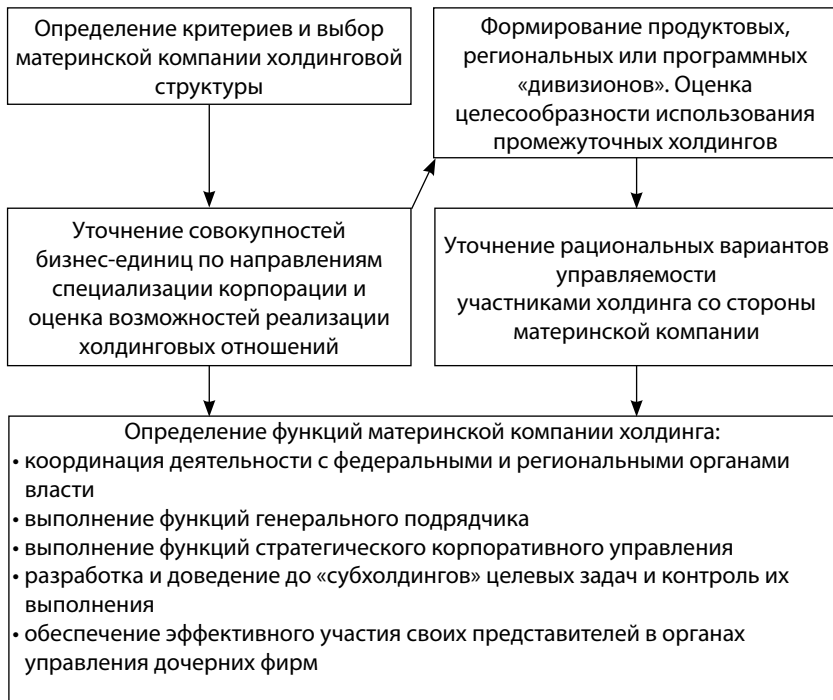 Определение критериев и выбор
материнской компании холдинговой
структуры
Формирование продуктовых,
региональных или программных
«дивизионов». Оценка
целесообразности использования
промежуточных холдингов
Уточнение совокупностей
бизнес-единиц по направлениям
специализации корпорации и
оценка возможностей реализации
холдинговых отношений
Уточнение рациональных вариантов
управляемости
участниками холдинга со стороны
материнской компании
Определение функций материнской компании холдинга:
• координация деятельности с федеральными и региональными органами
власти
• выполнение функций генерального подрядчика
• выполнение функций стратегического корпоративного управления
• разработка и доведение до «субхолдингов» целевых задач и контроль их
выполнения
• обеспечение эффективного участия своих представителей в органах
управления дочерних фирм